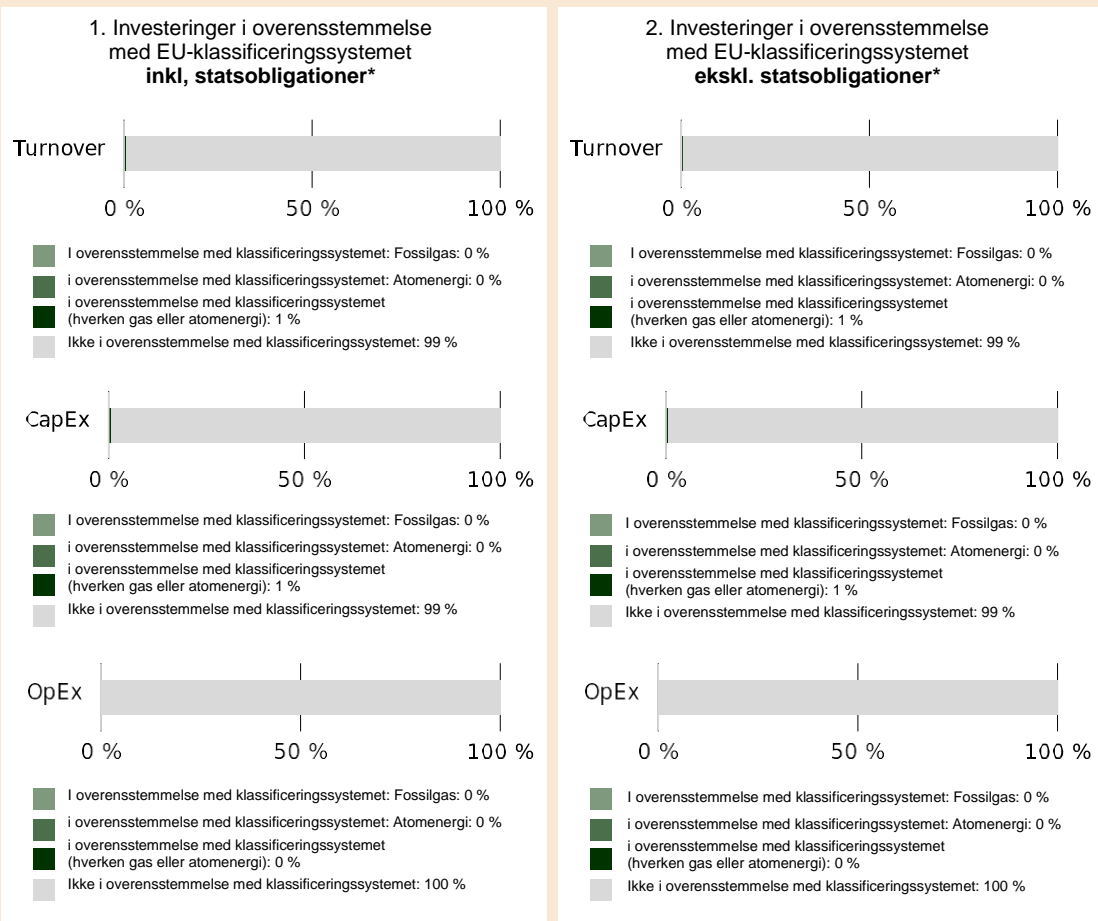 1. Investeringer i overensstemmelse
med EU-klassificeringssystemet
inkl, statsobligationer*
Turnover
0 % 50 % 100 %
I overensstemmelse med klassificeringssystemet: Fossilgas: 0 %
i overensstemmelse med klassificeringssystemet: Atomenergi: 0 %
i overensstemmelse med klassificeringssystemet
(hverken gas eller atomenergi): 1 %
Ikke i overensstemmelse med klassificeringssystemet: 99 %
CapEx
0 % 50 % 100 %
I overensstemmelse med klassificeringssystemet: Fossilgas: 0 %
i overensstemmelse med klassificeringssystemet: Atomenergi: 0 %
i overensstemmelse med klassificeringssystemet
(hverken gas eller atomenergi): 1 %
Ikke i overensstemmelse med klassificeringssystemet: 99 %
OpEx
0 % 50 % 100 %
I overensstemmelse med klassificeringssystemet: Fossilgas: 0 %
i overensstemmelse med klassificeringssystemet: Atomenergi: 0 %
i overensstemmelse med klassificeringssystemet
(hverken gas eller atomenergi): 0 %
Ikke i overensstemmelse med klassificeringssystemet: 100 %
2. Investeringer i overensstemmelse
med EU-klassificeringssystemet
ekskl. statsobligationer*
Turnover
0 % 50 % 100 %
I overensstemmelse med klassificeringssystemet: Fossilgas: 0 %
i overensstemmelse med klassificeringssystemet: Atomenergi: 0 %
i overensstemmelse med klassificeringssystemet
(hverken gas eller atomenergi): 1 %
Ikke i overensstemmelse med klassificeringssystemet: 99 %
CapEx
0 % 50 % 100 %
I overensstemmelse med klassificeringssystemet: Fossilgas: 0 %
i overensstemmelse med klassificeringssystemet: Atomenergi: 0 %
i overensstemmelse med klassificeringssystemet
(hverken gas eller atomenergi): 1 %
Ikke i overensstemmelse med klassificeringssystemet: 99 %
OpEx
0 % 50 % 100 %
I overensstemmelse med klassificeringssystemet: Fossilgas: 0 %
i overensstemmelse med klassificeringssystemet: Atomenergi: 0 %
i overensstemmelse med klassificeringssystemet
(hverken gas eller atomenergi): 0 %
Ikke i overensstemmelse med klassificeringssystemet: 100 %